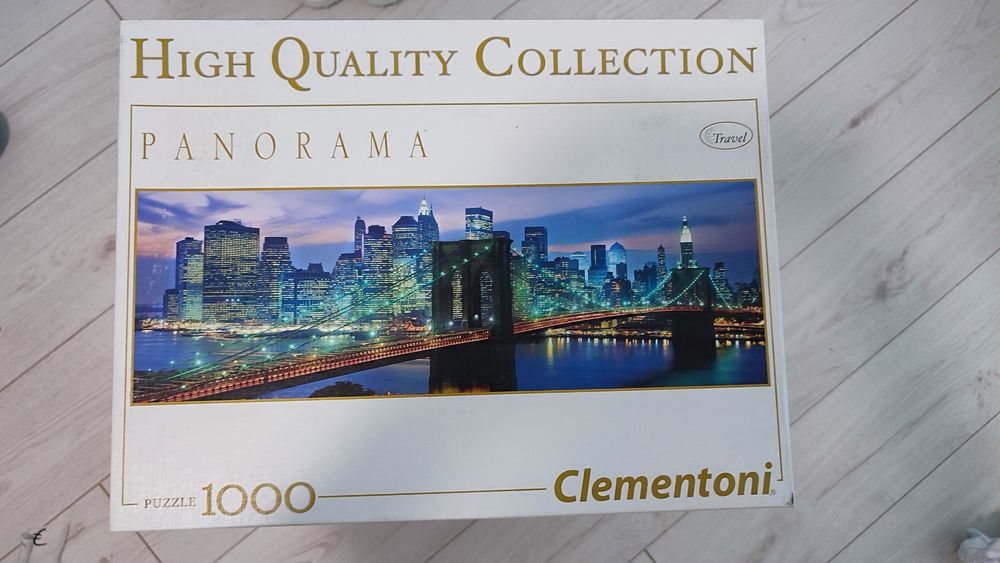 HIGH QUALITY COLLECTION
PANORAMA
Travel
PUZZLE 1000
Clementoni